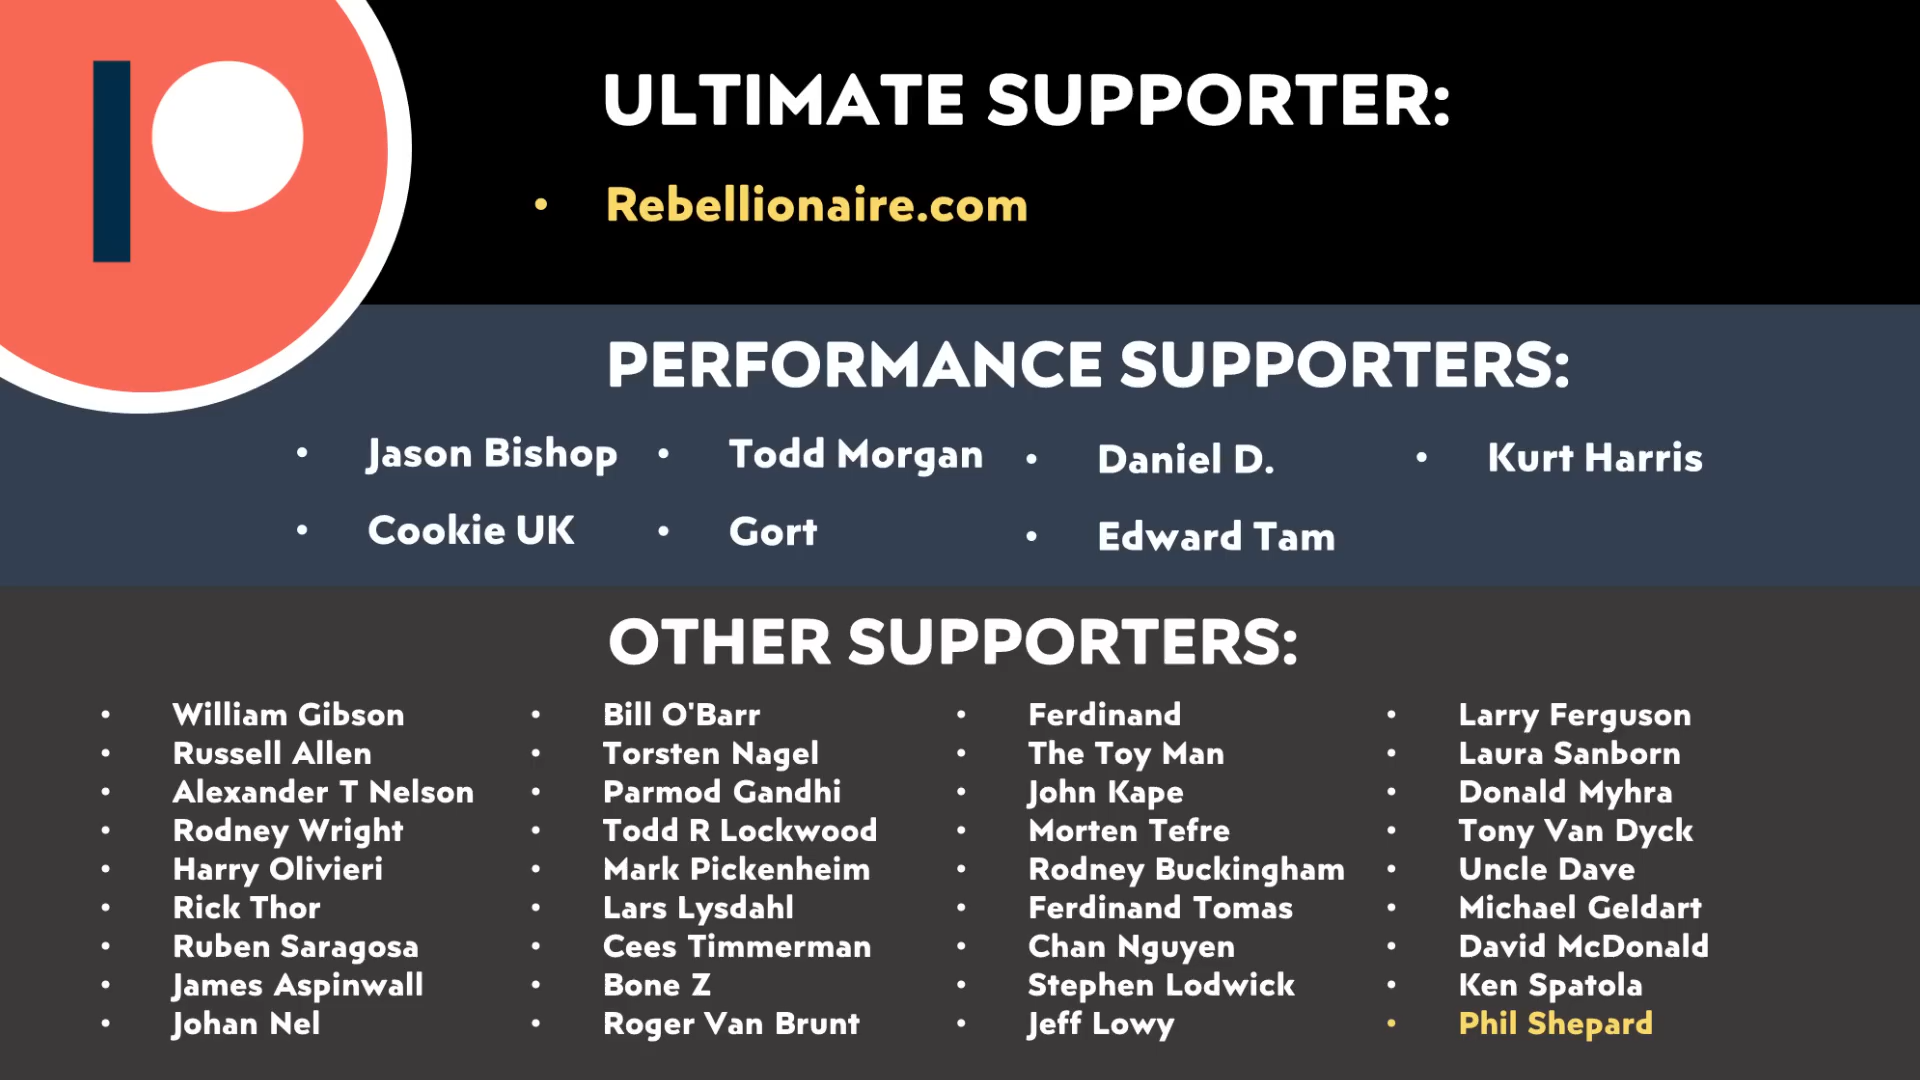 ULTIMATE SUPPORTER:
• Rebellionaire.com
PERFORMANCE SUPPORTERS:
• Jason Bishop
• Cookie UK
• Todd Morgan
• Gort
• Daniel D.
• Edward Tam
• Kurt Harris
OTHER SUPPORTERS:
• William Gibson
• Russell Allen
• Alexander T Nelson
• Rodney Wright
• Harry Olivieri
• Rick Thor
• Ruben Saragosa
• James Aspinwall
• Johan Nel
• Bill O'Barr
• Torsten Nagel
• Parmod Gandhi
• Todd R Lockwood
• Mark Pickenheim
• Lars Lysdahl
• Cees Timmerman
• Bone Z
• Roger Van Brunt
• Ferdinand
• The Toy Man
• John Kape
• Morten Tefre
• Rodney Buckingham
• Ferdinand Tomas
• Chan Nguyen
• Stephen Lodwick
• Jeff Lowy
• Larry Ferguson
• Laura Sanborn
• Donald Myhra
• Tony Van Dyck
• Uncle Dave
• Michael Geldart
• David McDonald
• Ken Spatola
• Phil Shepard